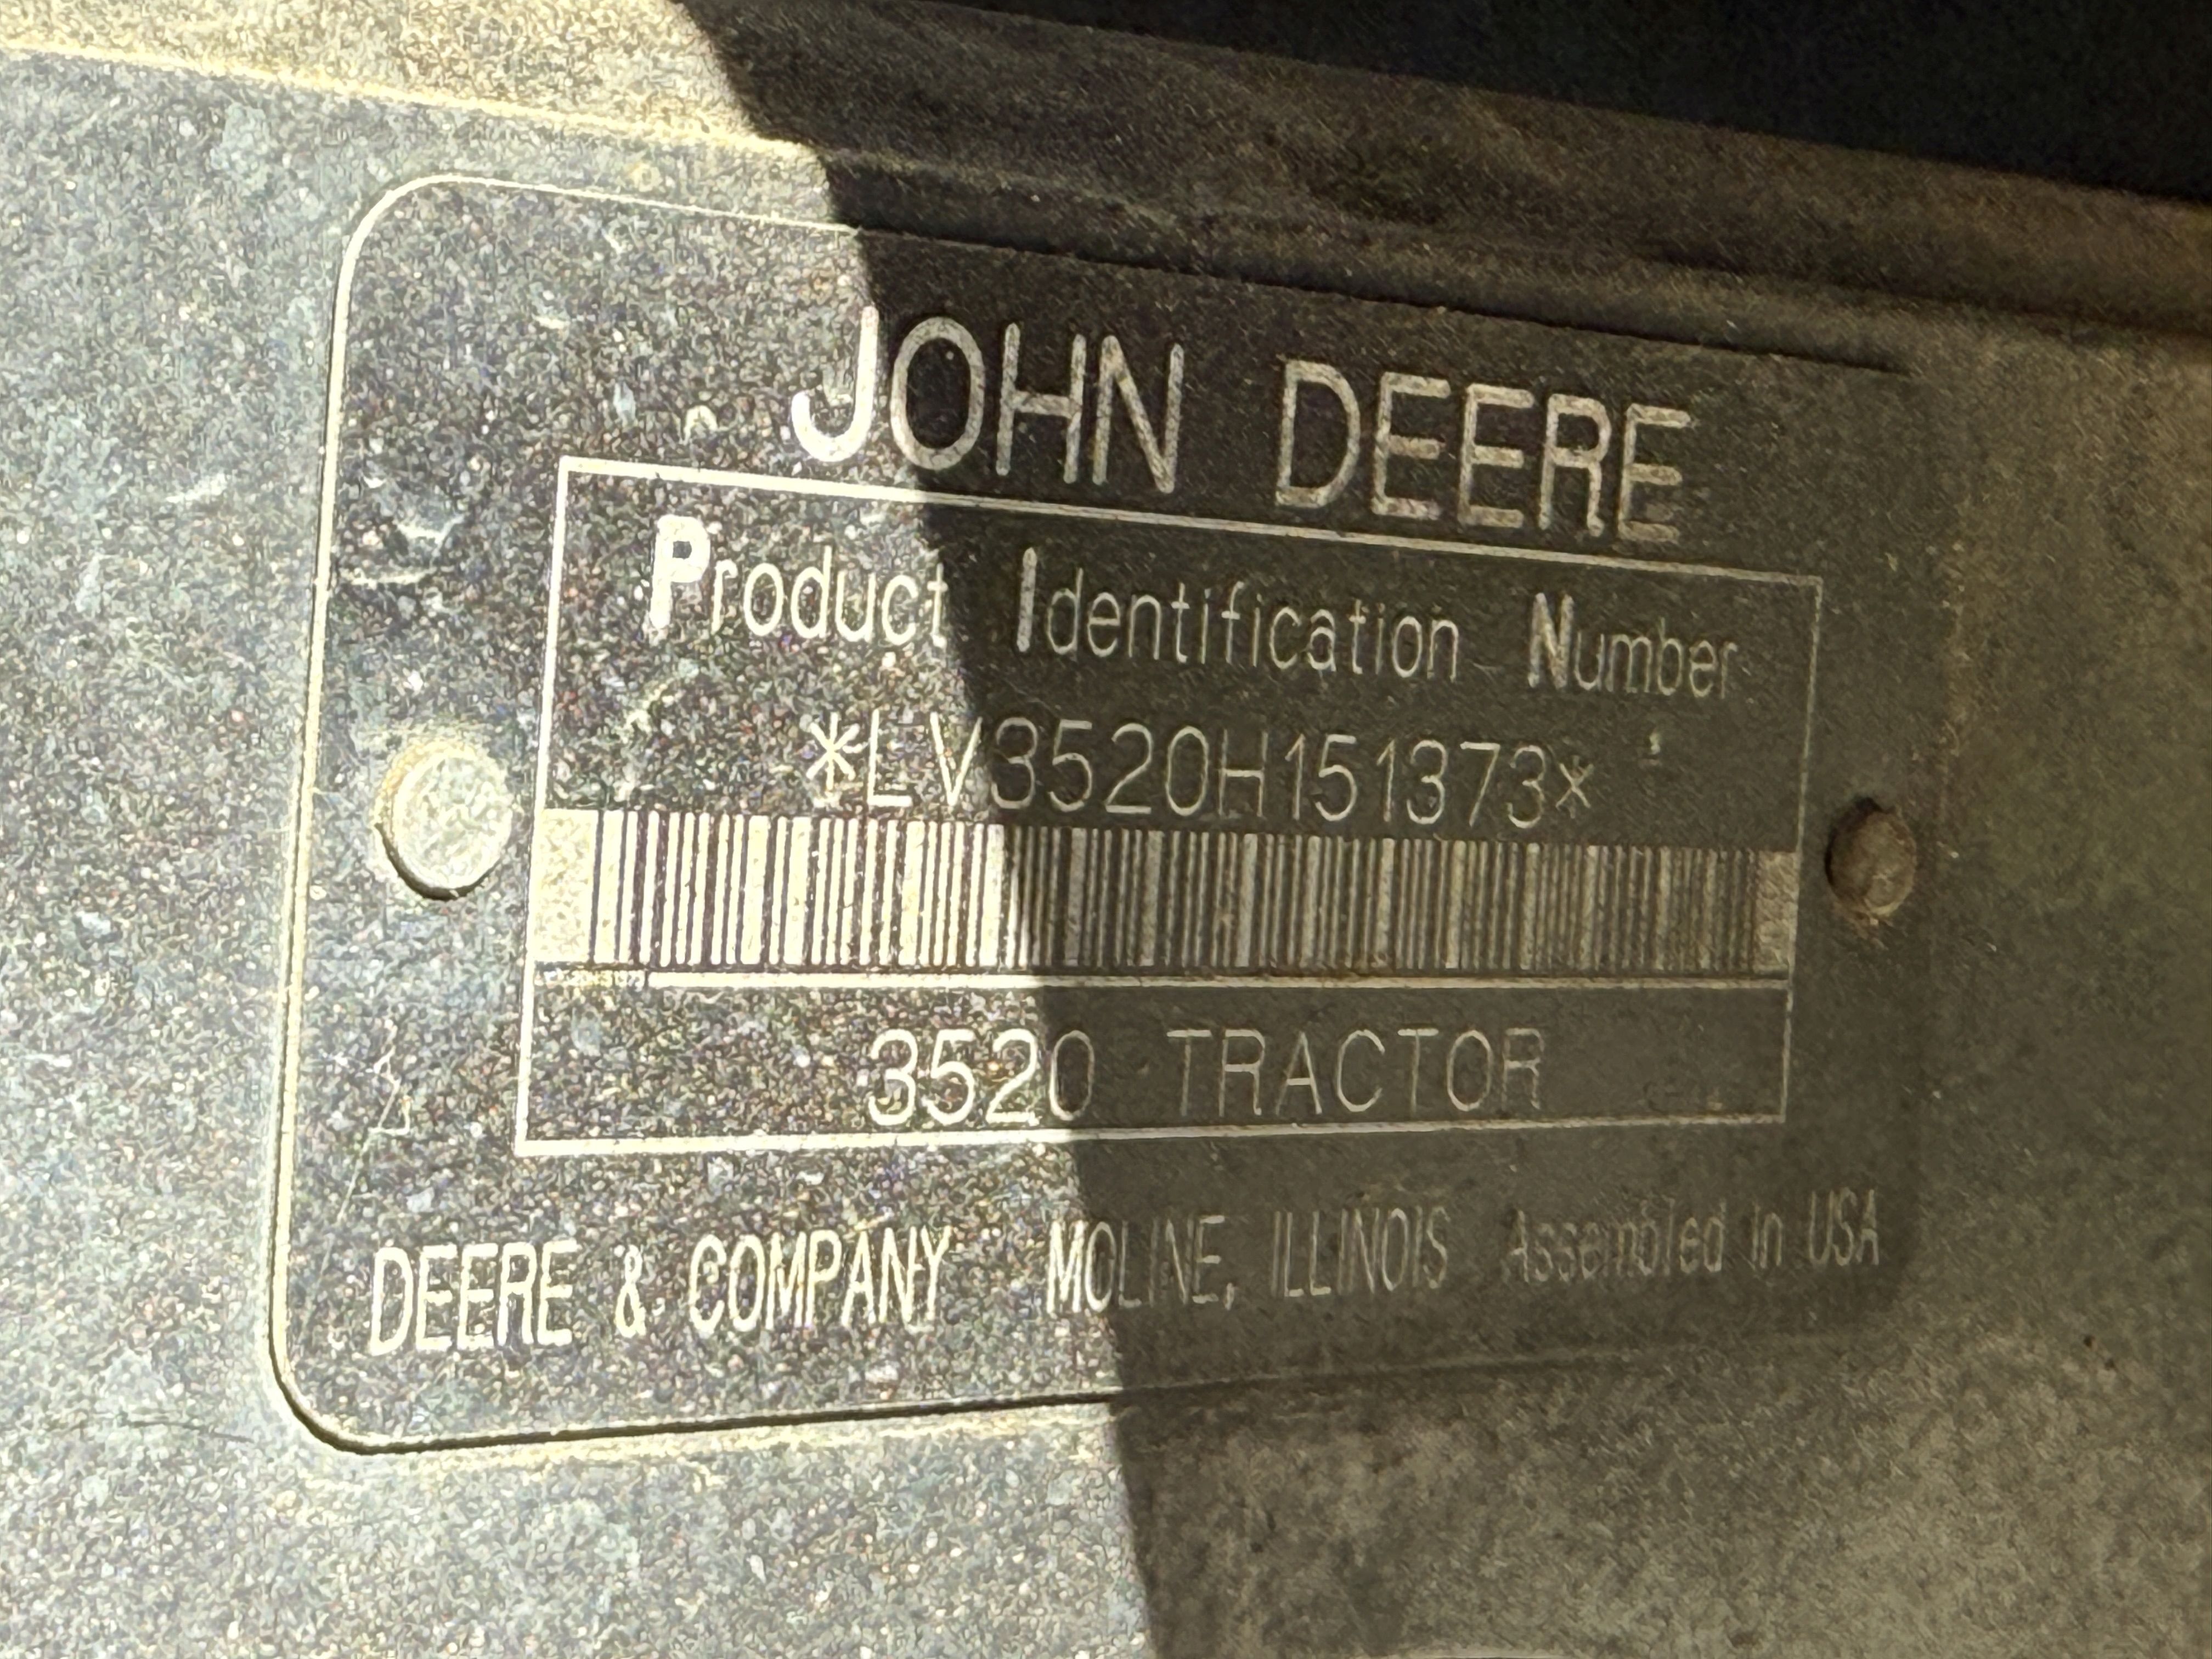 JOHN DEERE
Product Identification Number
*LV3520H151373*
3520 TRACTOR
DEERE & COMPANY MOLINE, ILLINOIS Assembled in USA